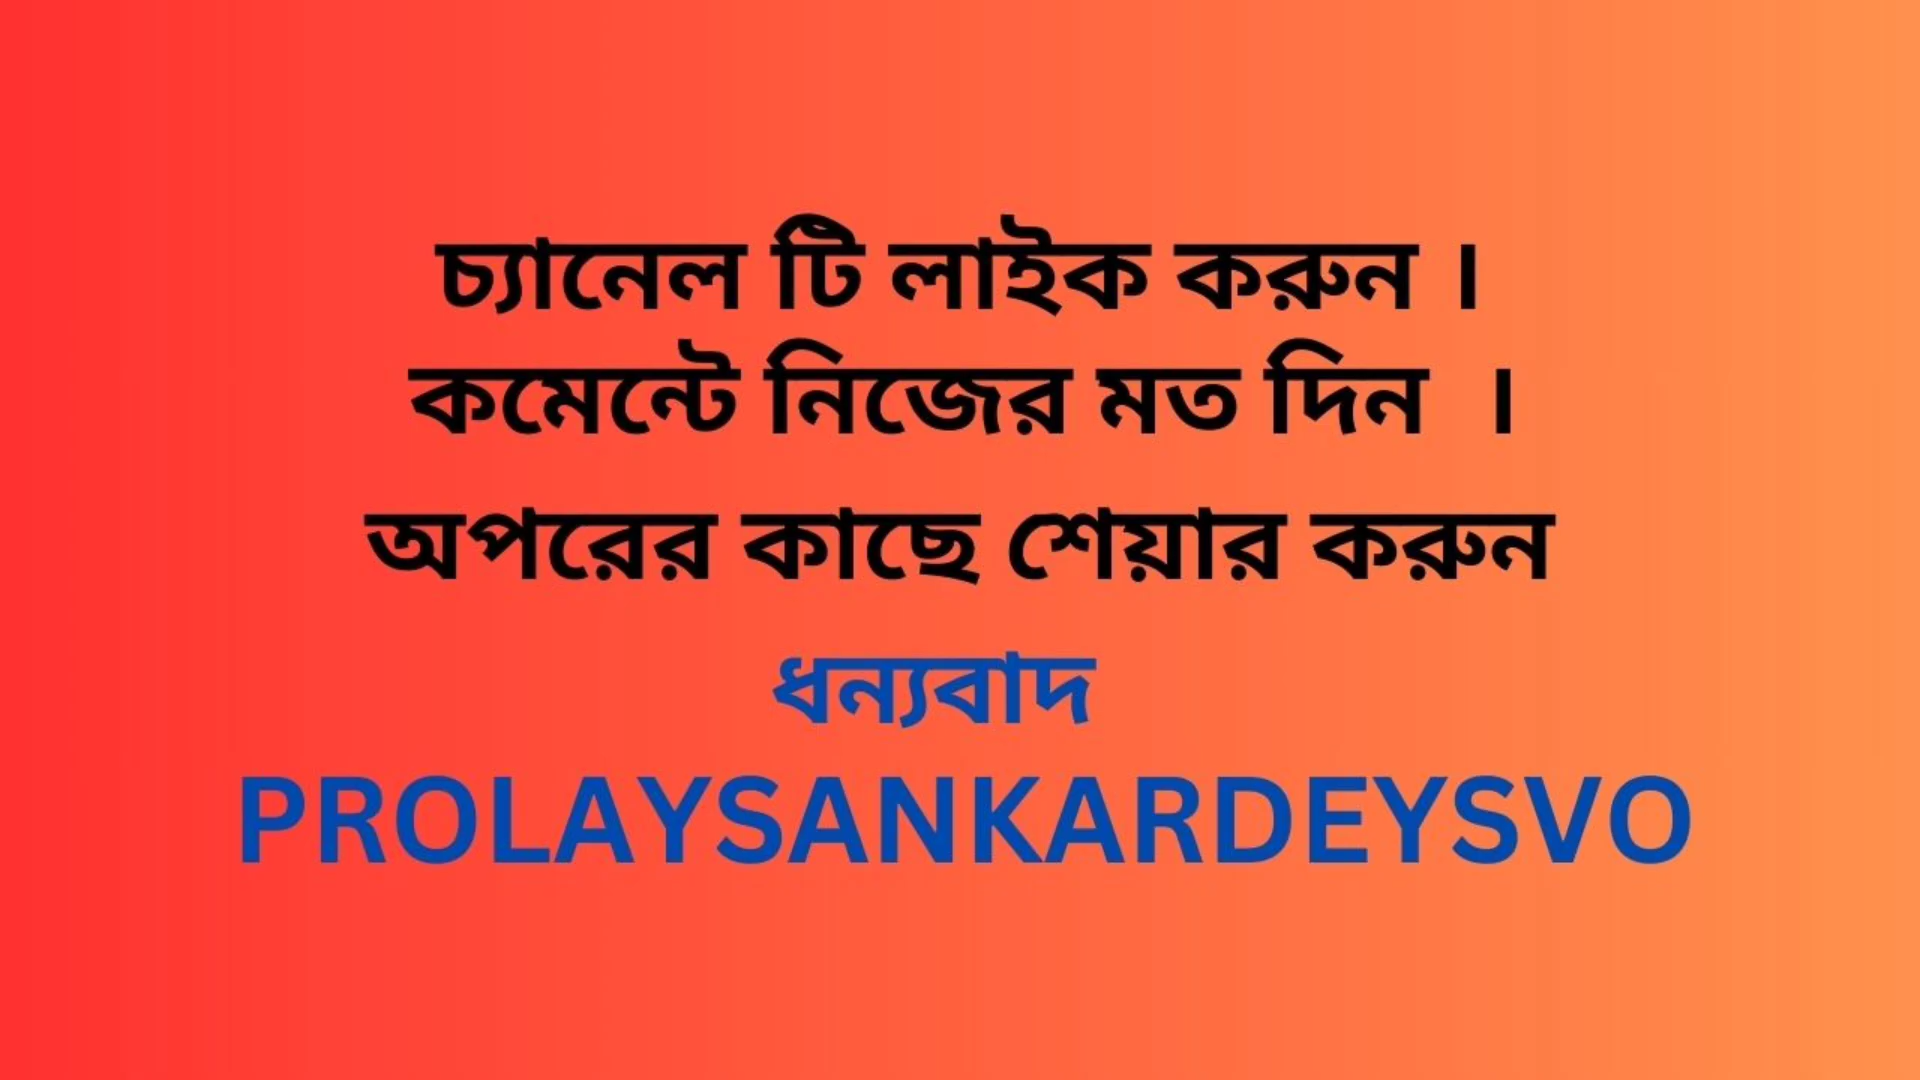 চ্যানেল টি লাইক করুন ।
কমেন্টে নিজের মত দিন ।
অপরের কাছে শেয়ার করুন
ধন্যবাদ
PROLAYSANKARDEYSVO